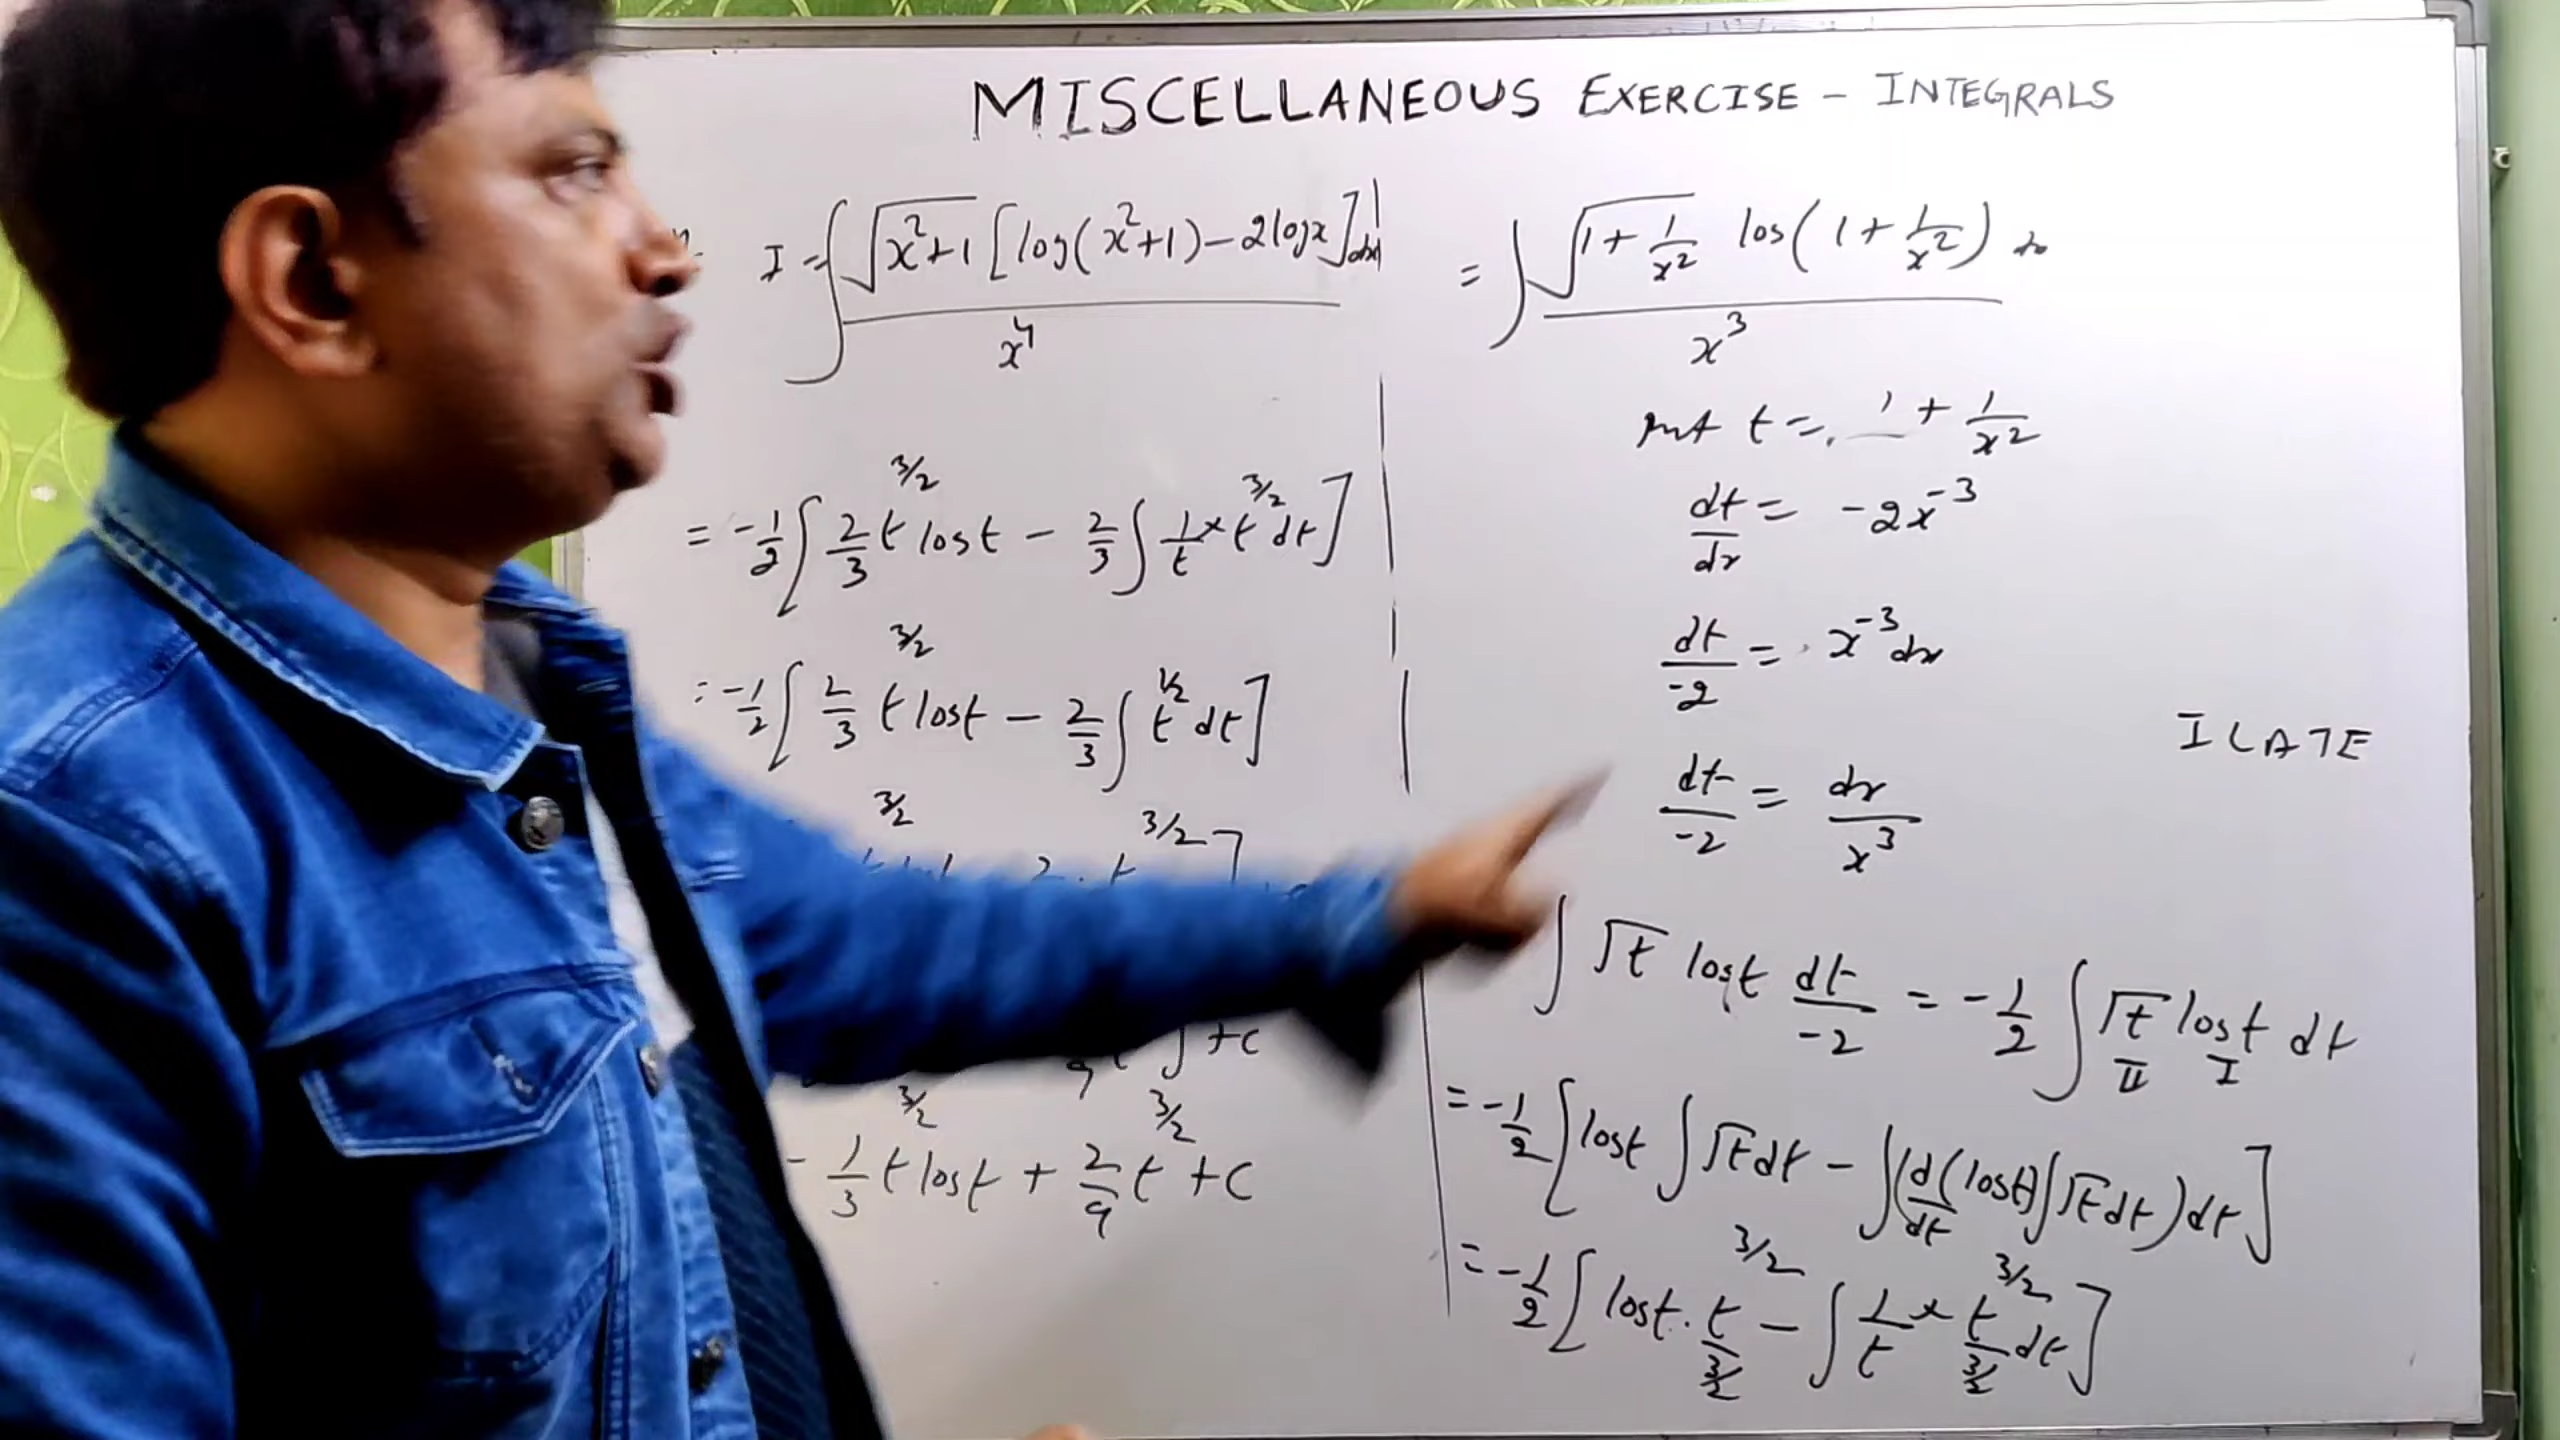 MISCELLANEOUS EXERCISE - INTEGRALS
I = ∫ √(x²+1) [log(x²+1) - 2logx] dx / x⁴
= ∫ √(1 + 1/x²) log(1 + 1/x²) dx / x³
put t = 1 + 1/x²
dt/dx = -2x⁻³
dt/-2 = x⁻³ dx
dt/-2 = dx/x³
ILATE
∫ √t logt dt/-2 = -1/2 ∫ √t logt dt
II I
= -1/2 [logt ∫ √t dt - ∫ (d/dt (logt) ∫ √t dt) dt]
= -1/2 [logt · t^3/2 / 3/2 - ∫ 1/t × t^3/2 / 3/2 dt]
= -1/2 [2/3 t^3/2 logt - 2/3 ∫ 1/t × t^3/2 dt]
= -1/2 [2/3 t^3/2 logt - 2/3 ∫ t^1/2 dt]
3/2 3/2 ]
9 ] + C
- 1/3 t^3/2 logt + 2/9 t^3/2 + C